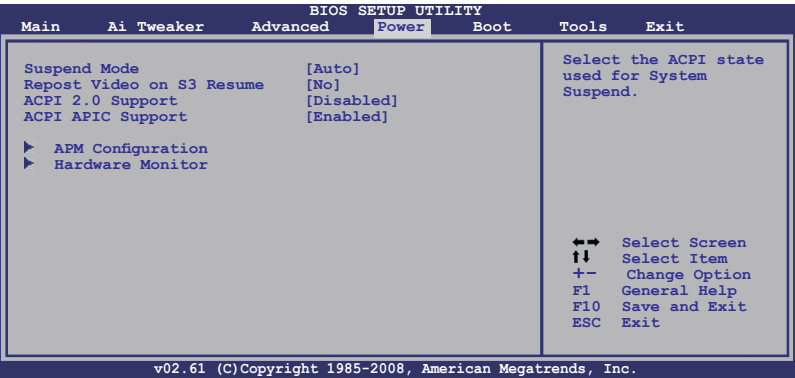 BIOS SETUP UTILITY
Main Ai Tweaker Advanced Power Boot Tools Exit
Suspend Mode [Auto]
Repost Video on S3 Resume [No]
ACPI 2.0 Support [Disabled]
ACPI APIC Support [Enabled]
APM Configuration
Hardware Monitor
Select the ACPI state
used for System
Suspend.
←→ Select Screen
↑↓ Select Item
+- Change Option
F1 General Help
F10 Save and Exit
ESC Exit
v02.61 (C)Copyright 1985-2008, American Megatrends, Inc.